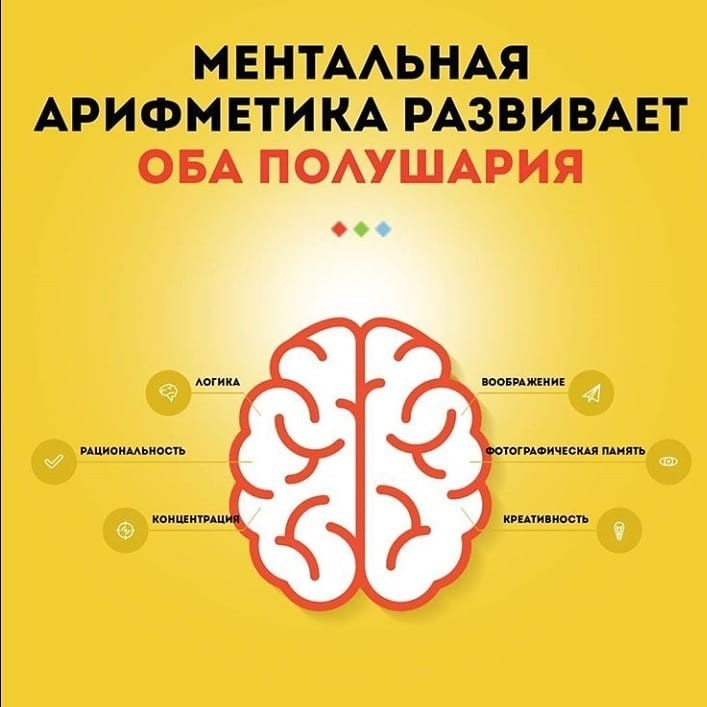 МЕНТАЛЬНАЯ
АРИФМЕТИКА РАЗВИВАЕТ
ОБА ПОЛУШАРИЯ
ЛОГИКА
ВООБРАЖЕНИЕ
РАЦИОНАЛЬНОСТЬ
ФОТОГРАФИЧЕСКАЯ ПАМЯТЬ
КОНЦЕНТРАЦИЯ
КРЕАТИВНОСТЬ